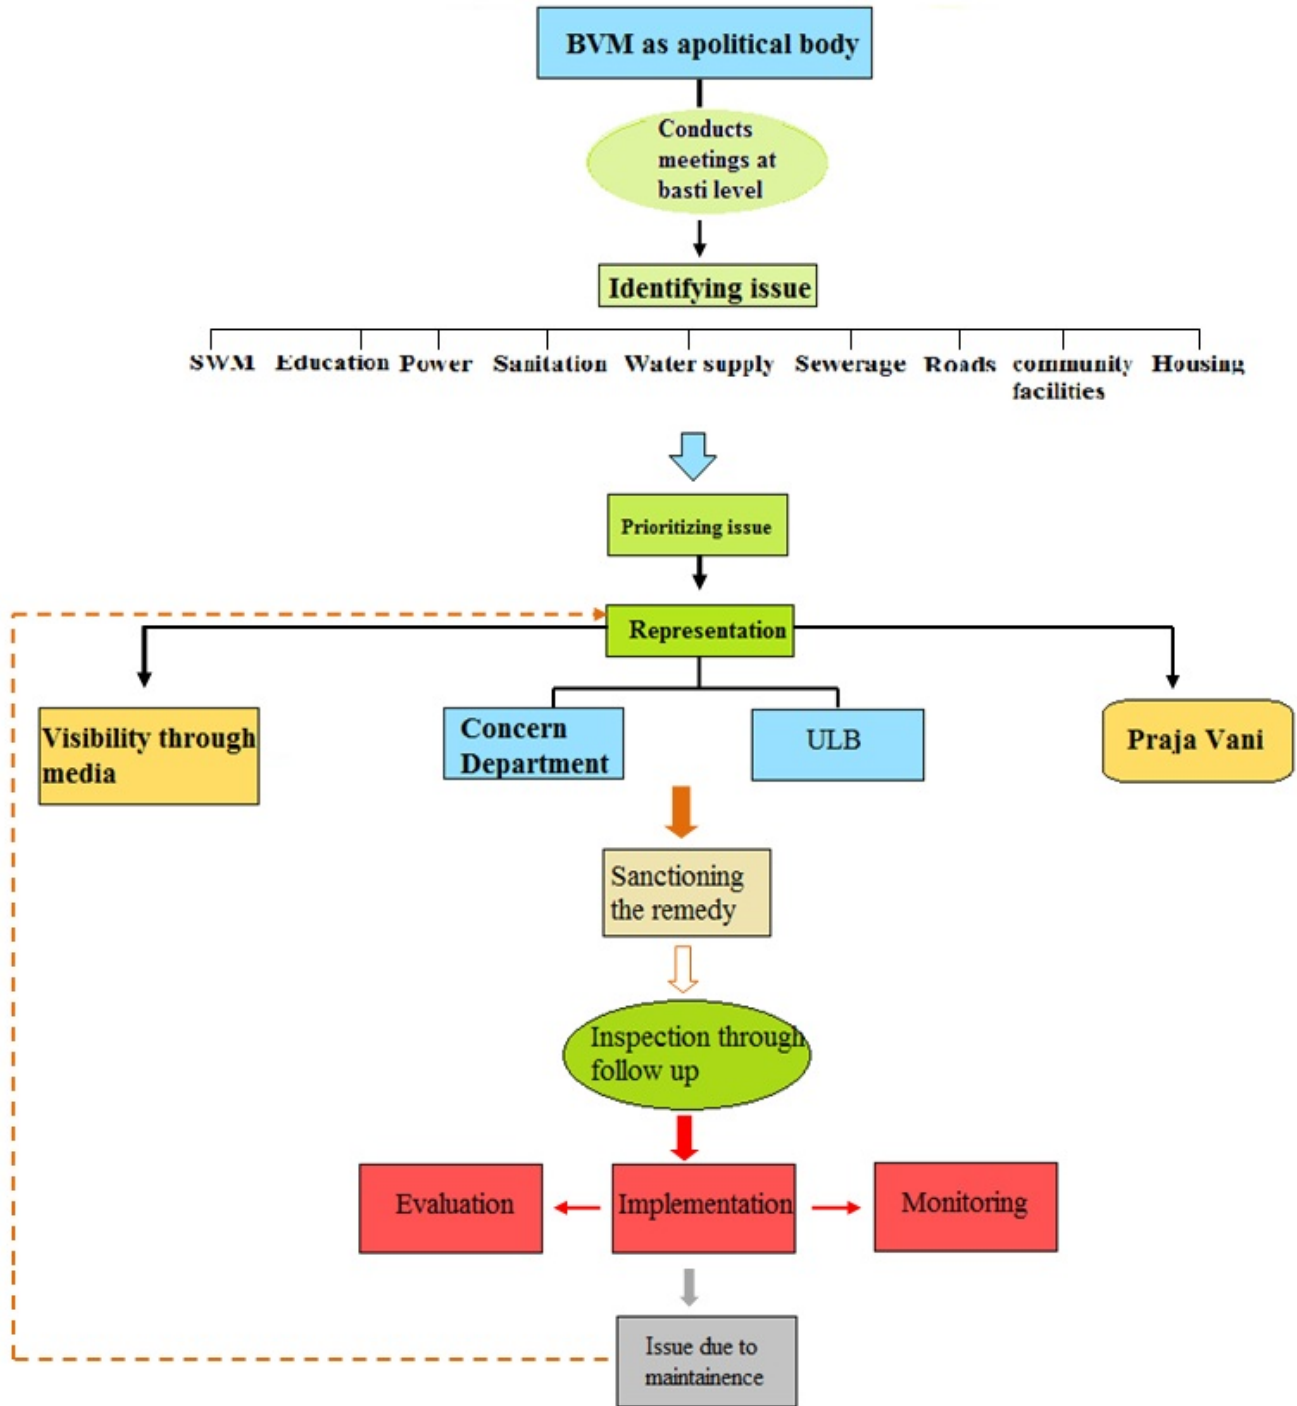 BVM as apolitical body
Conducts
meetings at
basti level
Identifying issue
SWM Education Power Sanitation Water supply Sewerage Roads community Housing
facilities
Prioritizing issue
Representation
Visibility through
media
Concern
Department
ULB
Praja Vani
Sanctioning
the remedy
Inspection through
follow up
Evaluation
Implementation
Monitoring
Issue due to
maintainence